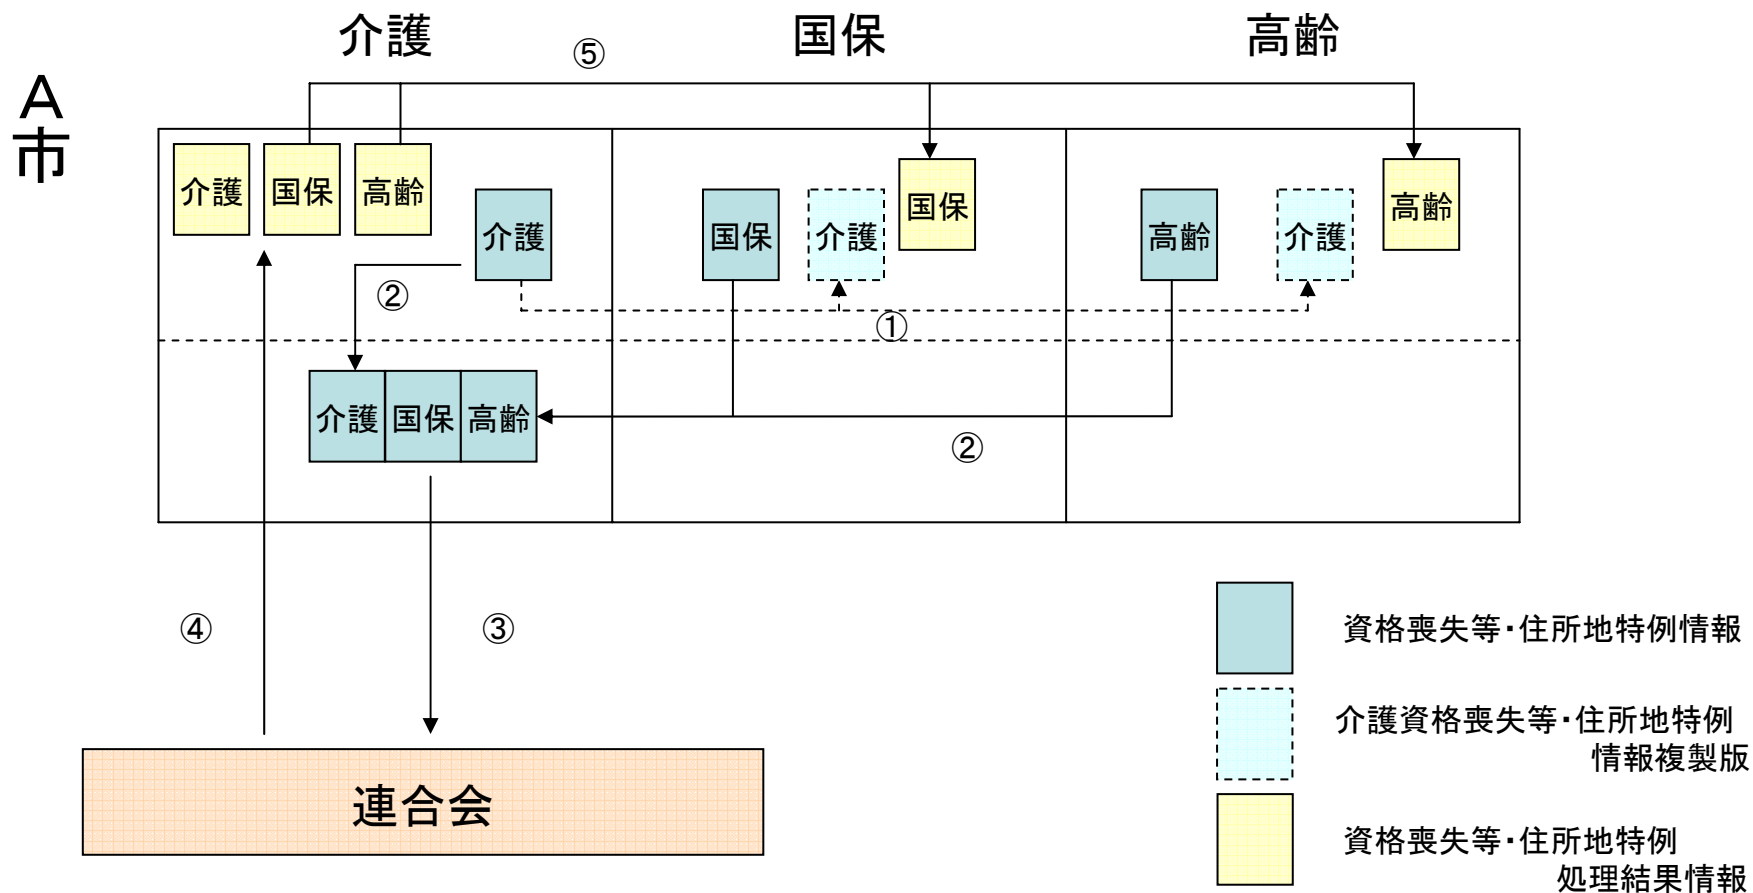 介護
国保
高齢
⑤
A市
介護
国保
高齢
介護
国保
介護
国保
高齢
介護
高齢
②
①
介護
国保
高齢
②
④
③
連合会
資格喪失等・住所地特例情報
介護資格喪失等・住所地特例
情報複製版
資格喪失等・住所地特例
処理結果情報